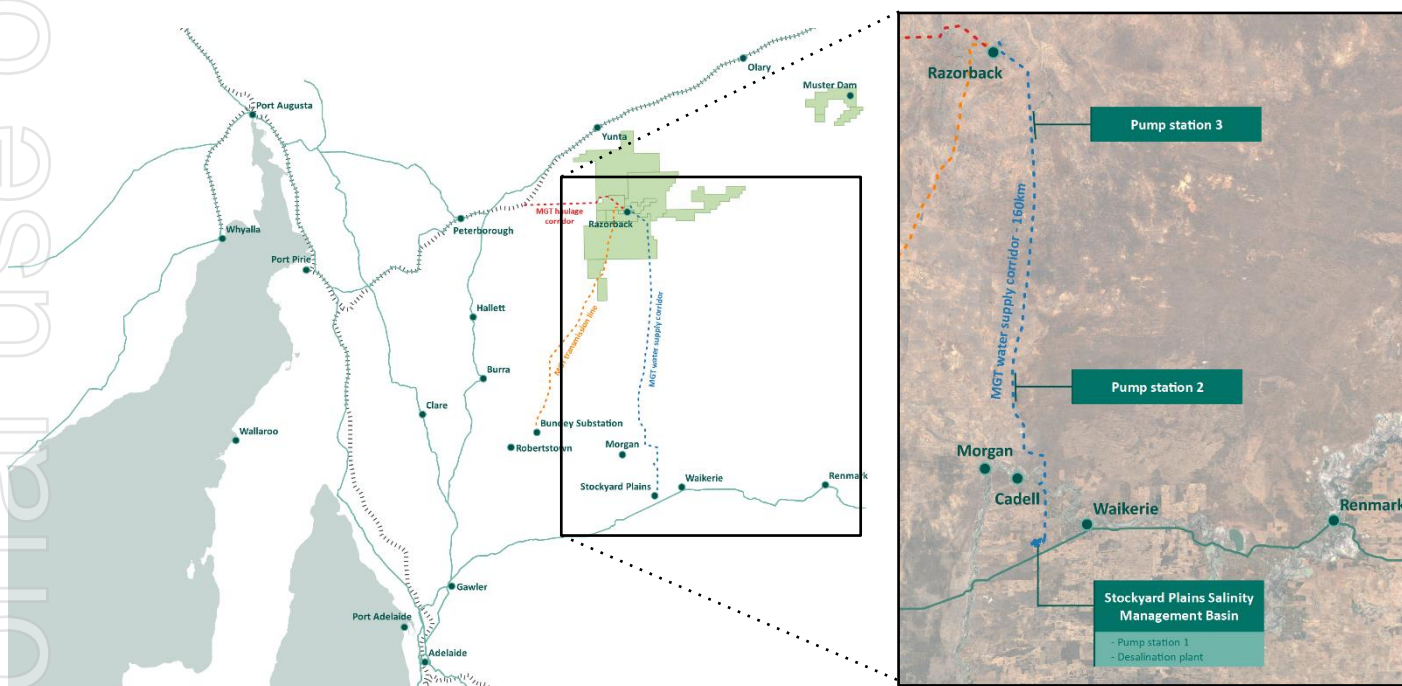 Port Augusta
Olary
Muster Dam
Yunta
MGT haulage
corridor
Razorback
Peterborough
Whyalla
Port Pirie
Hallett
MGT transmission line
MGT water supply corridor
Burra
Clare
Wallaroo
Bundey Substation
Robertstown
Morgan
Stockyard Plains
Waikerie
Renmark
Gawler
Port Adelaide
Adelaide
Razorback
Pump station 3
MGT water supply corridor - 160km
Pump station 2
Morgan
Cadell
Waikerie
Renmark
Stockyard Plains Salinity
Management Basin
- Pump station 1
- Desalination plant